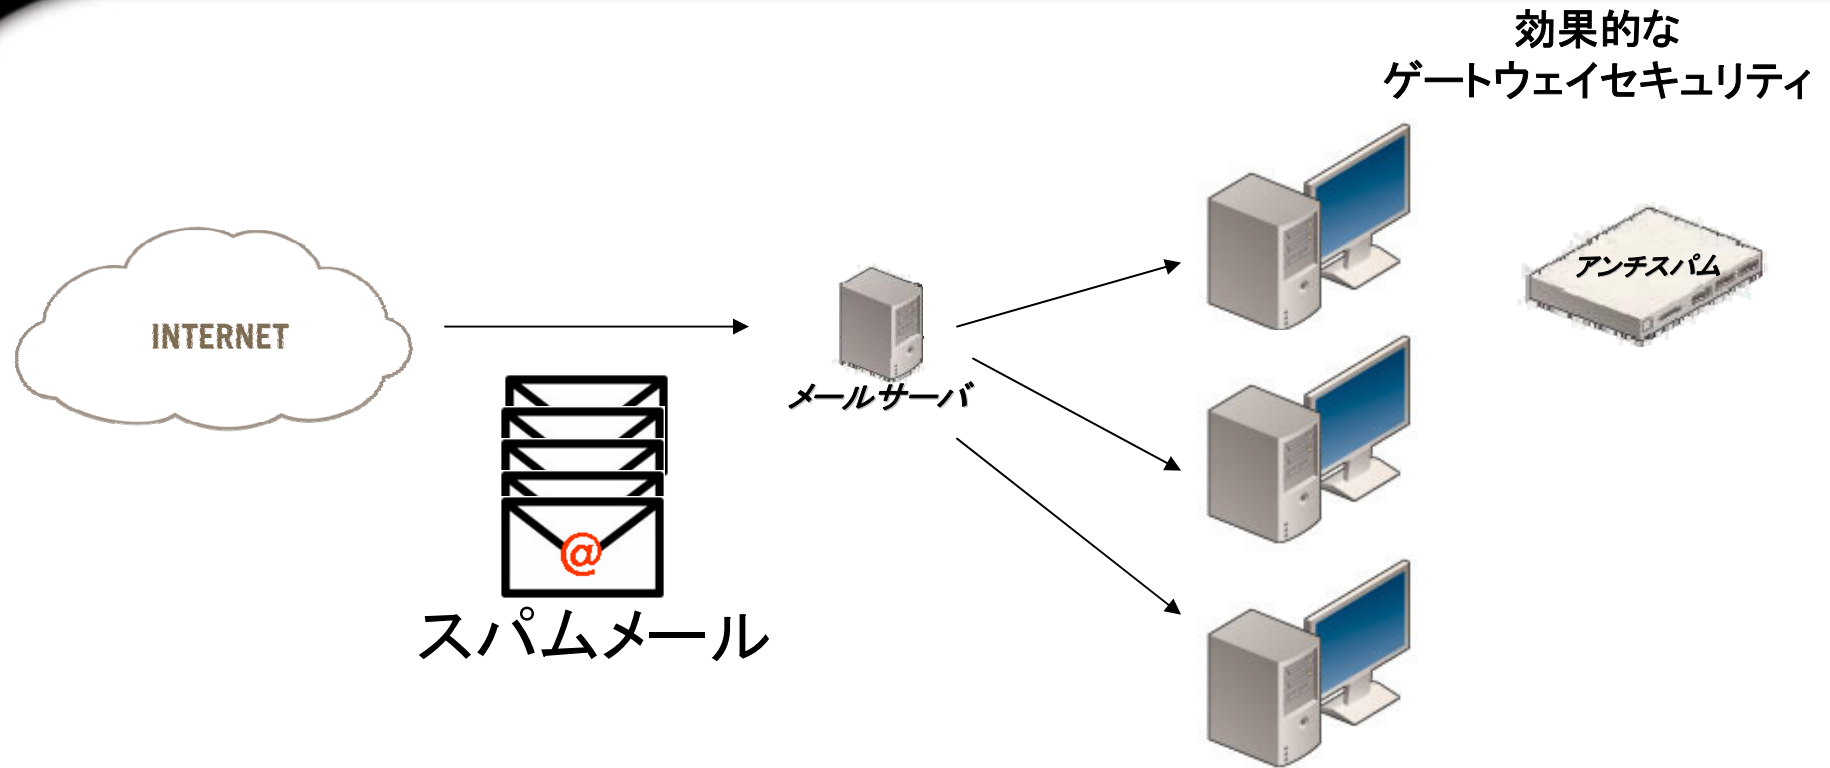 効果的な
ゲートウェイセキュリティ
アンチスパム
INTERNET
メールサーバ
@
スパムメール